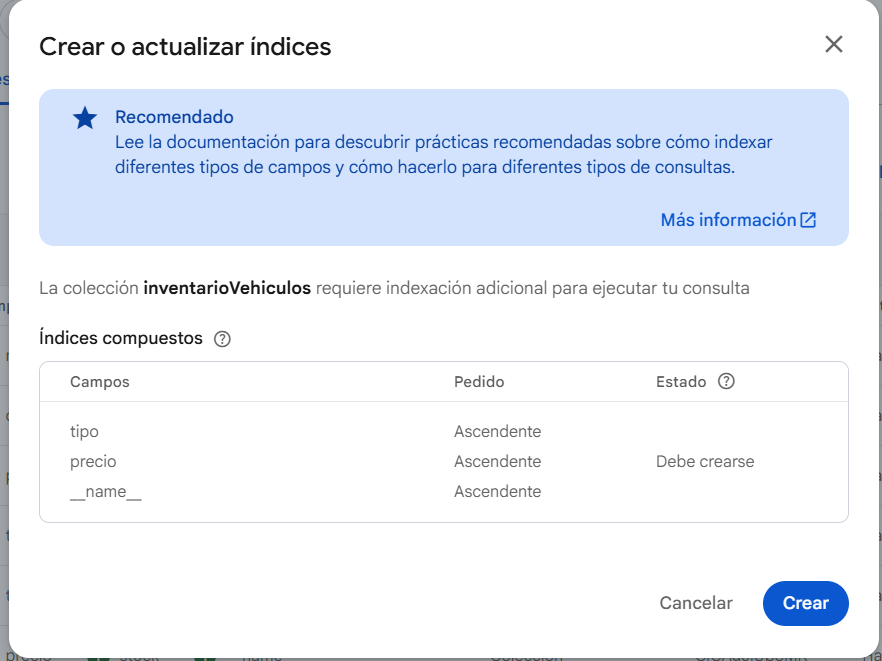 Crear o actualizar índices
Recomendado
Lee la documentación para descubrir prácticas recomendadas sobre cómo indexar
diferentes tipos de campos y cómo hacerlo para diferentes tipos de consultas.
Más información
La colección inventarioVehiculos requiere indexación adicional para ejecutar tu consulta
Índices compuestos
Campos Pedido Estado
tipo Ascendente
precio Ascendente Debe crearse
__name__ Ascendente
Cancelar Crear